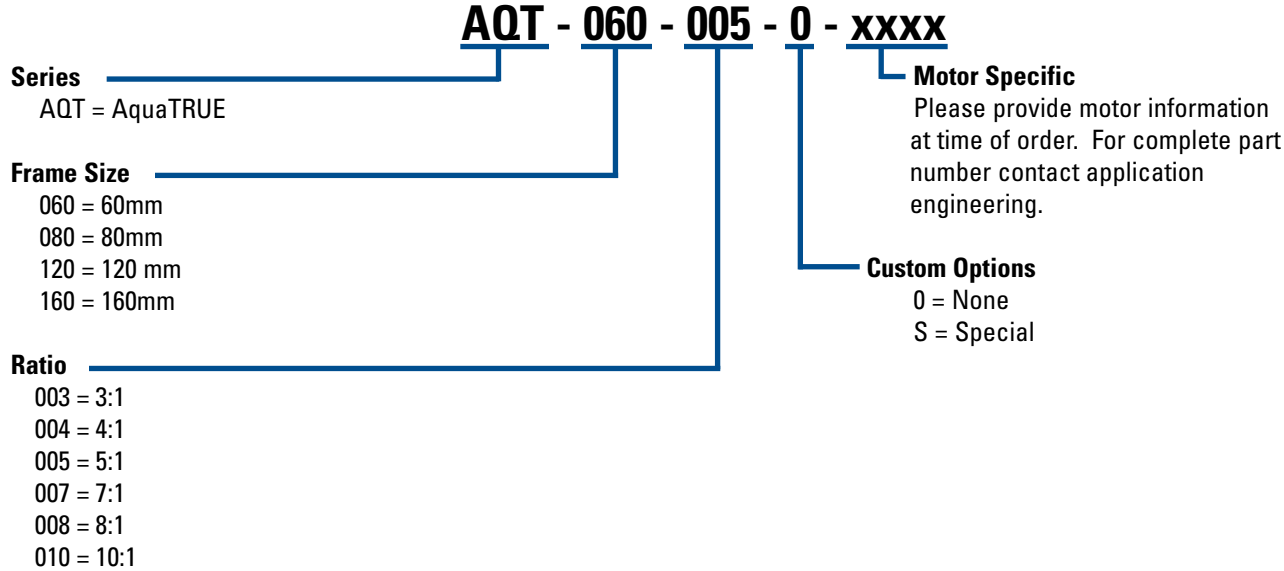 AQT - 060 - 005 - 0 - xxxx
Series
AQT = AquaTRUE
Frame Size
060 = 60mm
080 = 80mm
120 = 120 mm
160 = 160mm
Ratio
003 = 3:1
004 = 4:1
005 = 5:1
007 = 7:1
008 = 8:1
010 = 10:1
Motor Specific
Please provide motor information
at time of order. For complete part
number contact application
engineering.
Custom Options
0 = None
S = Special